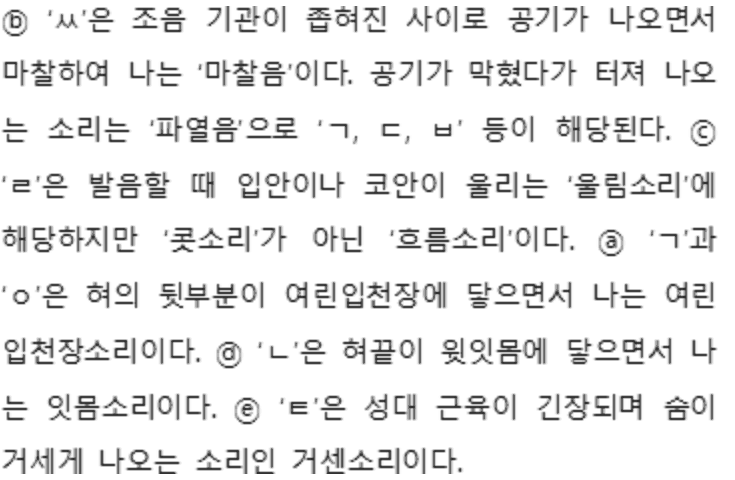 ⓑ ‘ㅆ’은 조음 기관이 좁혀진 사이로 공기가 나오면서
마찰하여 나는 ‘마찰음’이다. 공기가 막혔다가 터져 나오
는 소리는 ‘파열음’으로 ‘ㄱ, ㄷ, ㅂ’ 등이 해당된다. ⓒ
‘ㄹ’은 발음할 때 입안이나 코안이 울리는 ‘울림소리’에
해당하지만 ‘콧소리’가 아닌 ‘흐름소리’이다. ⓐ ‘ㄱ’과
‘ㅇ’은 혀의 뒷부분이 여린입천장에 닿으면서 나는 여린
입천장소리이다. ⓓ ‘ㄴ’은 혀끝이 윗잇몸에 닿으면서 나
는 잇몸소리이다. ⓔ ‘ㅌ’은 성대 근육이 긴장되며 숨이
거세게 나오는 소리인 거센소리이다.